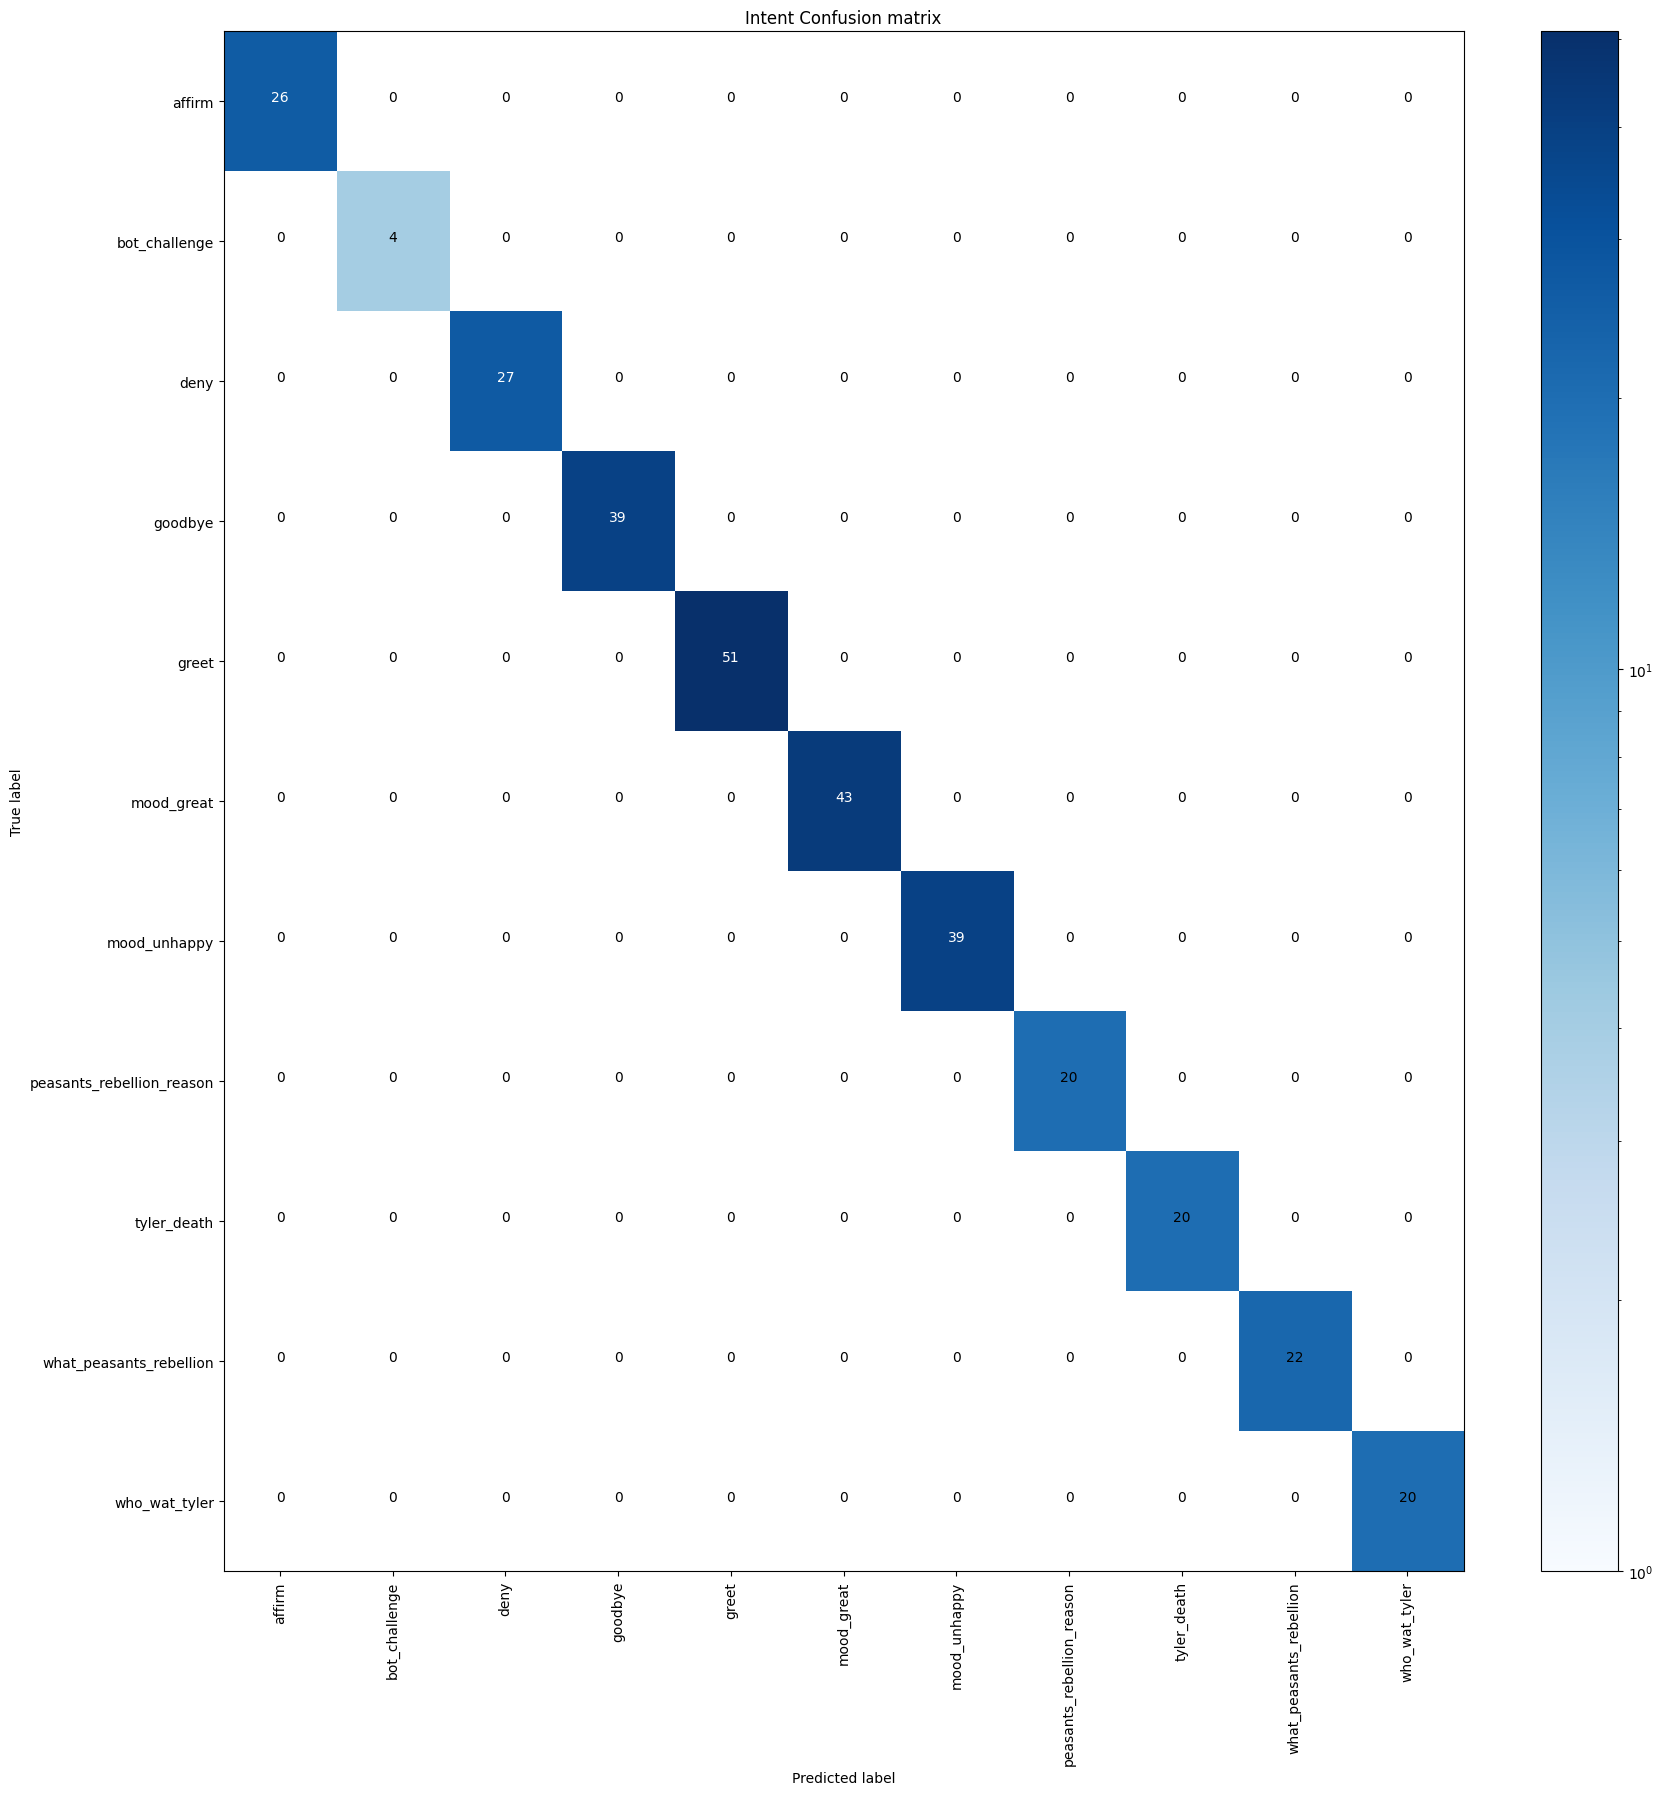 Intent Confusion matrix
affirm 26 0 0 0 0 0 0 0 0 0 0
bot_challenge 0 4 0 0 0 0 0 0 0 0 0
deny 0 0 27 0 0 0 0 0 0 0 0
goodbye 0 0 0 39 0 0 0 0 0 0 0
greet 0 0 0 0 51 0 0 0 0 0 0
mood_great 0 0 0 0 0 43 0 0 0 0 0
mood_unhappy 0 0 0 0 0 0 39 0 0 0 0
peasants_rebellion_reason 0 0 0 0 0 0 0 20 0 0 0
tyler_death 0 0 0 0 0 0 0 0 20 0 0
what_peasants_rebellion 0 0 0 0 0 0 0 0 0 22 0
who_wat_tyler 0 0 0 0 0 0 0 0 0 0 20
True label
affirm
bot_challenge
deny
goodbye
greet
mood_great
mood_unhappy
peasants_rebellion_reason
tyler_death
what_peasants_rebellion
who_wat_tyler
Predicted label
10¹
10⁰